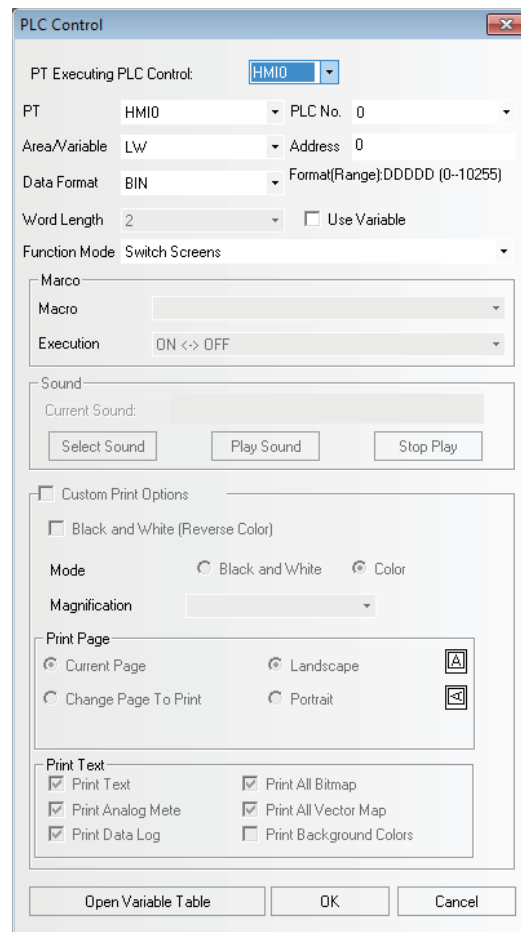 PLC Control
PT Executing PLC Control: HMI0
PT HMI0 PLC No. 0
Area/Variable LW Address 0
Data Format BIN Format(Range):DDDDD (0--10255)
Word Length 2 Use Variable
Function Mode Switch Screens
Marco
Macro
Execution ON <-> OFF
Sound
Current Sound:
Select Sound Play Sound Stop Play
Custom Print Options
Black and White (Reverse Color)
Mode Black and White Color
Magnification
Print Page
Current Page Landscape A
Change Page To Print Portrait A
Print Text
Print Text Print All Bitmap
Print Analog Mete Print All Vector Map
Print Data Log Print Background Colors
Open Variable Table OK Cancel